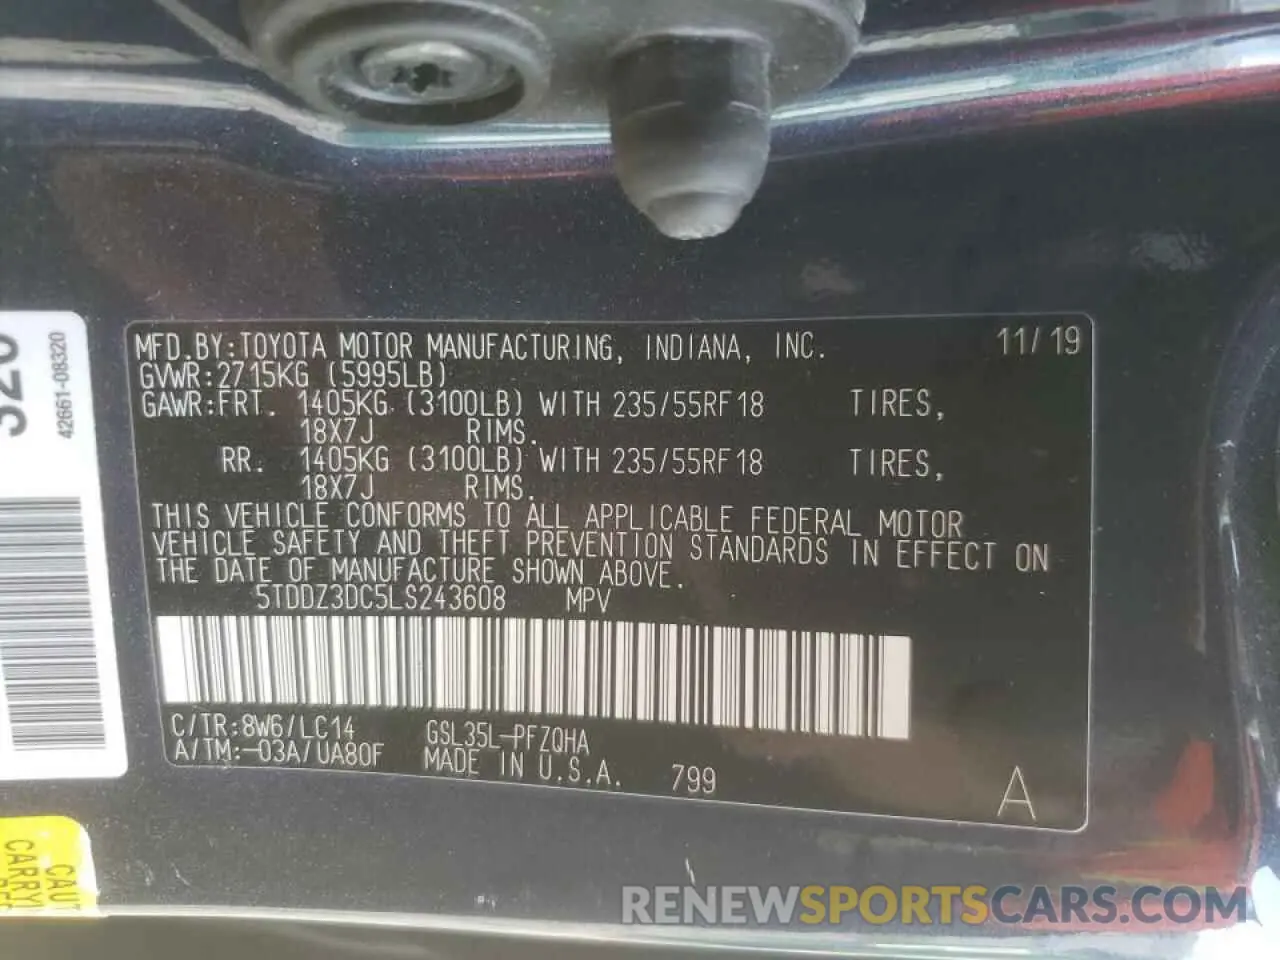 MFD.BY:TOYOTA MOTOR MANUFACTURING, INDIANA, INC. 11/19
GVWR:2715KG (5995LB)
GAWR:FRT. 1405KG (3100LB) WITH 235/55RF18 TIRES,
18X7J RIMS.
RR. 1405KG (3100LB) WITH 235/55RF18 TIRES,
18X7J RIMS.
THIS VEHICLE CONFORMS TO ALL APPLICABLE FEDERAL MOTOR
VEHICLE SAFETY AND THEFT PREVENTION STANDARDS IN EFFECT ON
THE DATE OF MANUFACTURE SHOWN ABOVE.
5TDDZ3DC5LS243608 MPV
C/TR:8W6/LC14 GSL35L-PFZQHA
A/TM:-03A/UA80F MADE IN U.S.A. 799 A
42661-08320
320
CARRY
RENEWSPORTSCARS.COM